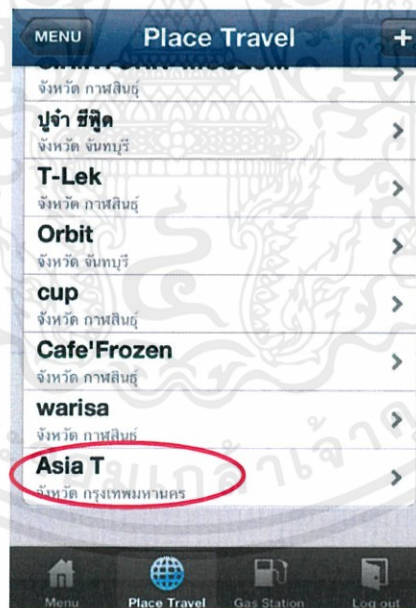 MENU
Place Travel
+
จังหวัด กาฬสินธุ์
ปูจ๋า ซีฟู๊ด
จังหวัด จันทบุรี
T-Lek
จังหวัด กาฬสินธุ์
Orbit
จังหวัด จันทบุรี
cup
จังหวัด กาฬสินธุ์
Cafe'Frozen
จังหวัด กาฬสินธุ์
warisa
จังหวัด กาฬสินธุ์
Asia T
จังหวัด กรุงเทพมหานคร
Menu
Place Travel
Gas Station
Log out